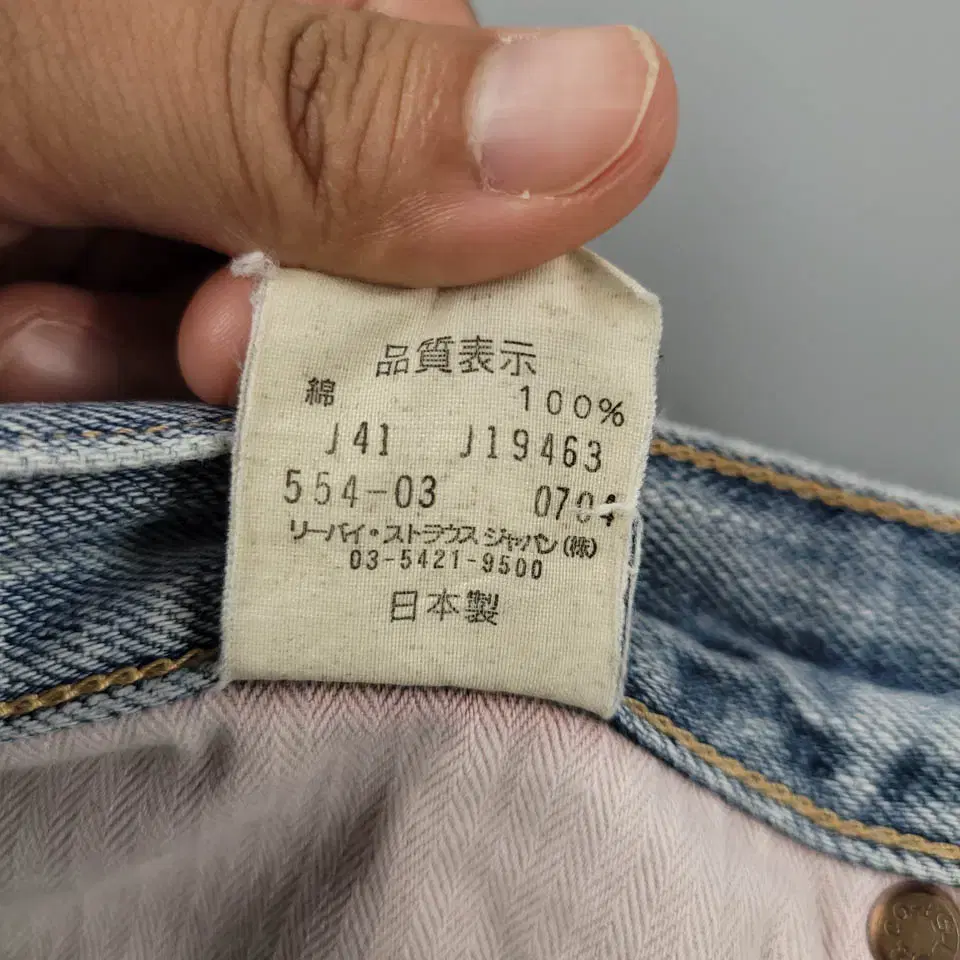 品質表示
綿 100%
J41 J19463
554-03 0704
リーバイ・ストラウス ジャパン(株)
03-5421-9500
日本製